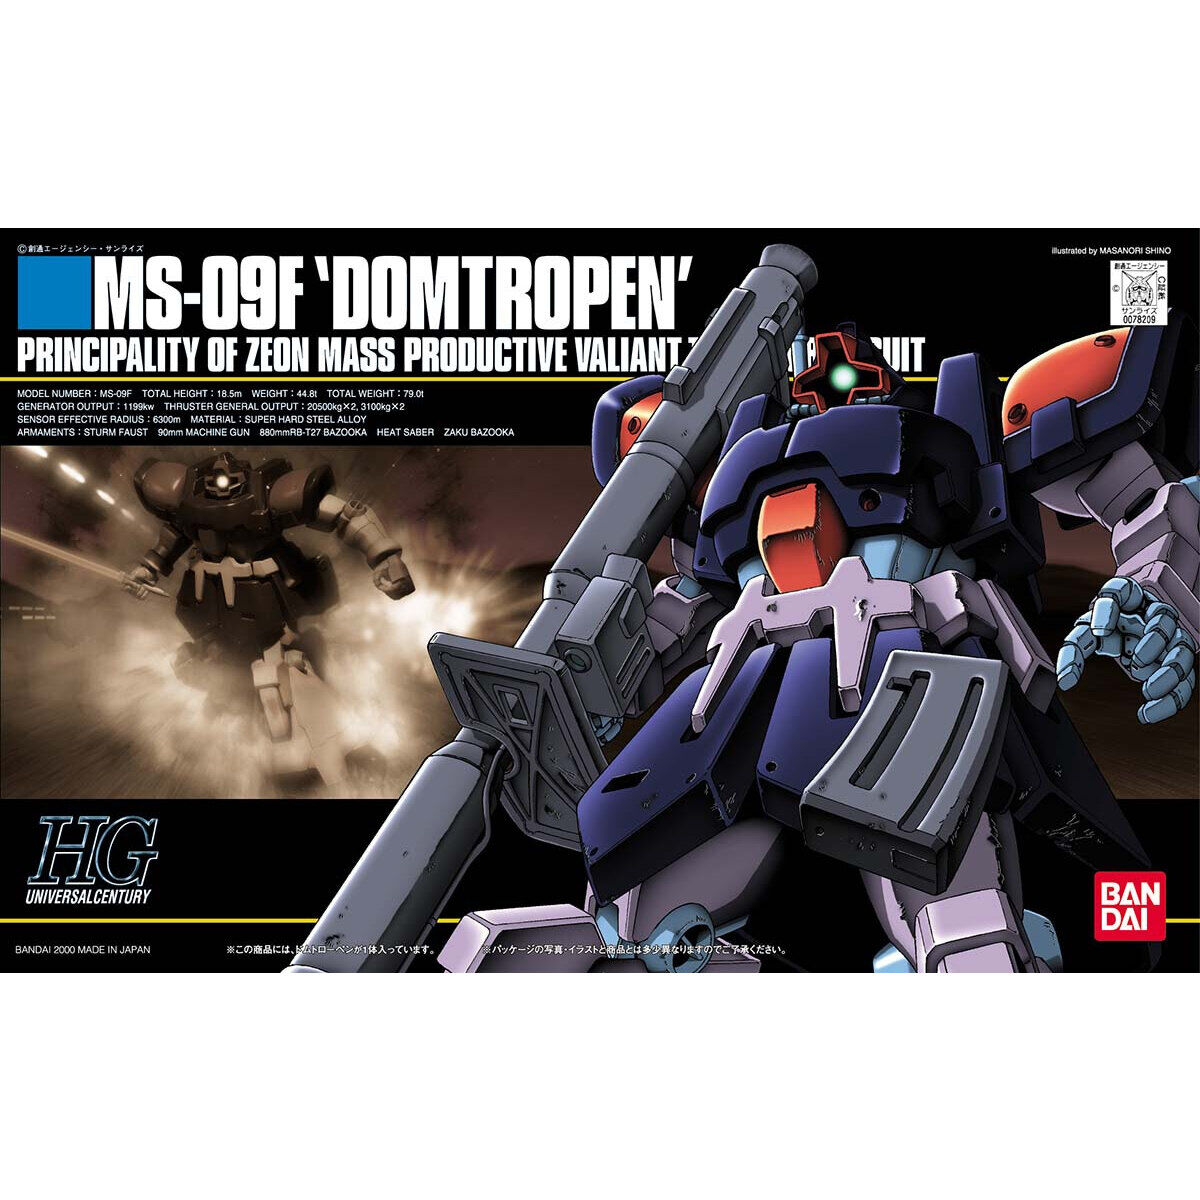 ©創通エージェンシー・サンライズ
MS-09F 'DOMTROPEN'
PRINCIPALITY OF ZEON MASS PRODUCTIVE VALIANT
UIT
MODEL NUMBER：MS-09F TOTAL HEIGHT：18.5m WEIGHT：44.8t TOTAL WEIGHT：79.0t
GENERATOR OUTPUT：1199kw THRUSTER GENERAL OUTPUT：20500kg×2, 3100kg×2
SENSOR EFFECTIVE RADIUS：6300m MATERIAL：SUPER HARD STEEL ALLOY
ARMAMENTS：STURM FAUST 90mm MACHINE GUN 880mmRB-T27 BAZOOKA HEAT SABER ZAKU BAZOOKA
illustrated by MASANORI SHINO
創通エージェンシー
©
C証紙
サンライズ
0078209
HG
UNIVERSALCENTURY
BAN
DAI
BANDAI 2000 MADE IN JAPAN
※この商品には、ドムトローペンが1体入っています。
※パッケージの写真・イラストと商品とは多少異なりますのでご了承ください。